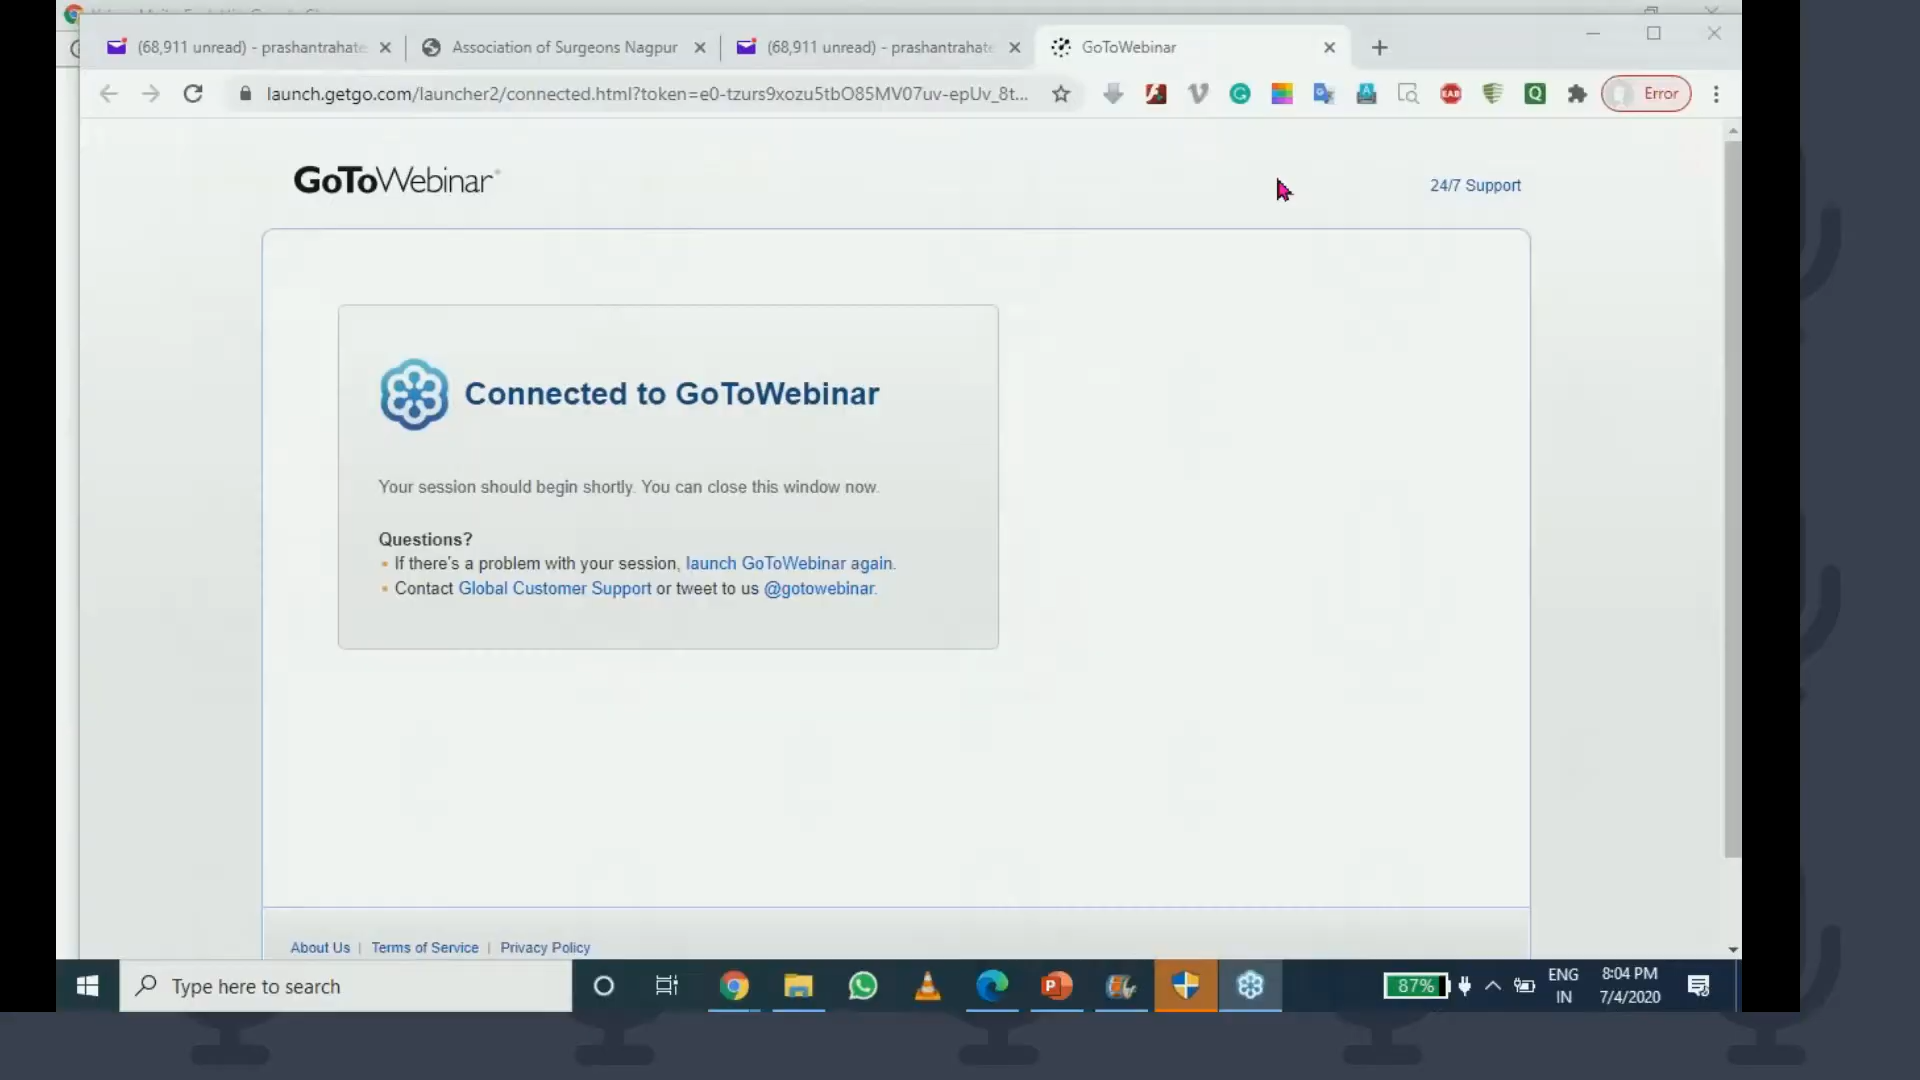 (68,911 unread) - prashantrahate
Association of Surgeons Nagpur
(68,911 unread) - prashantrahate
GoToWebinar
launch.getgo.com/launcher2/connected.html?token=e0-tzurs9xozu5tbO85MV07uv-epUv_8t...
Error
GoToWebinar
24/7 Support
Connected to GoToWebinar
Your session should begin shortly. You can close this window now.
Questions?
If there's a problem with your session, launch GoToWebinar again.
Contact Global Customer Support or tweet to us @gotowebinar.
About Us | Terms of Service | Privacy Policy
Type here to search
87%
ENG
IN
8:04 PM
7/4/2020